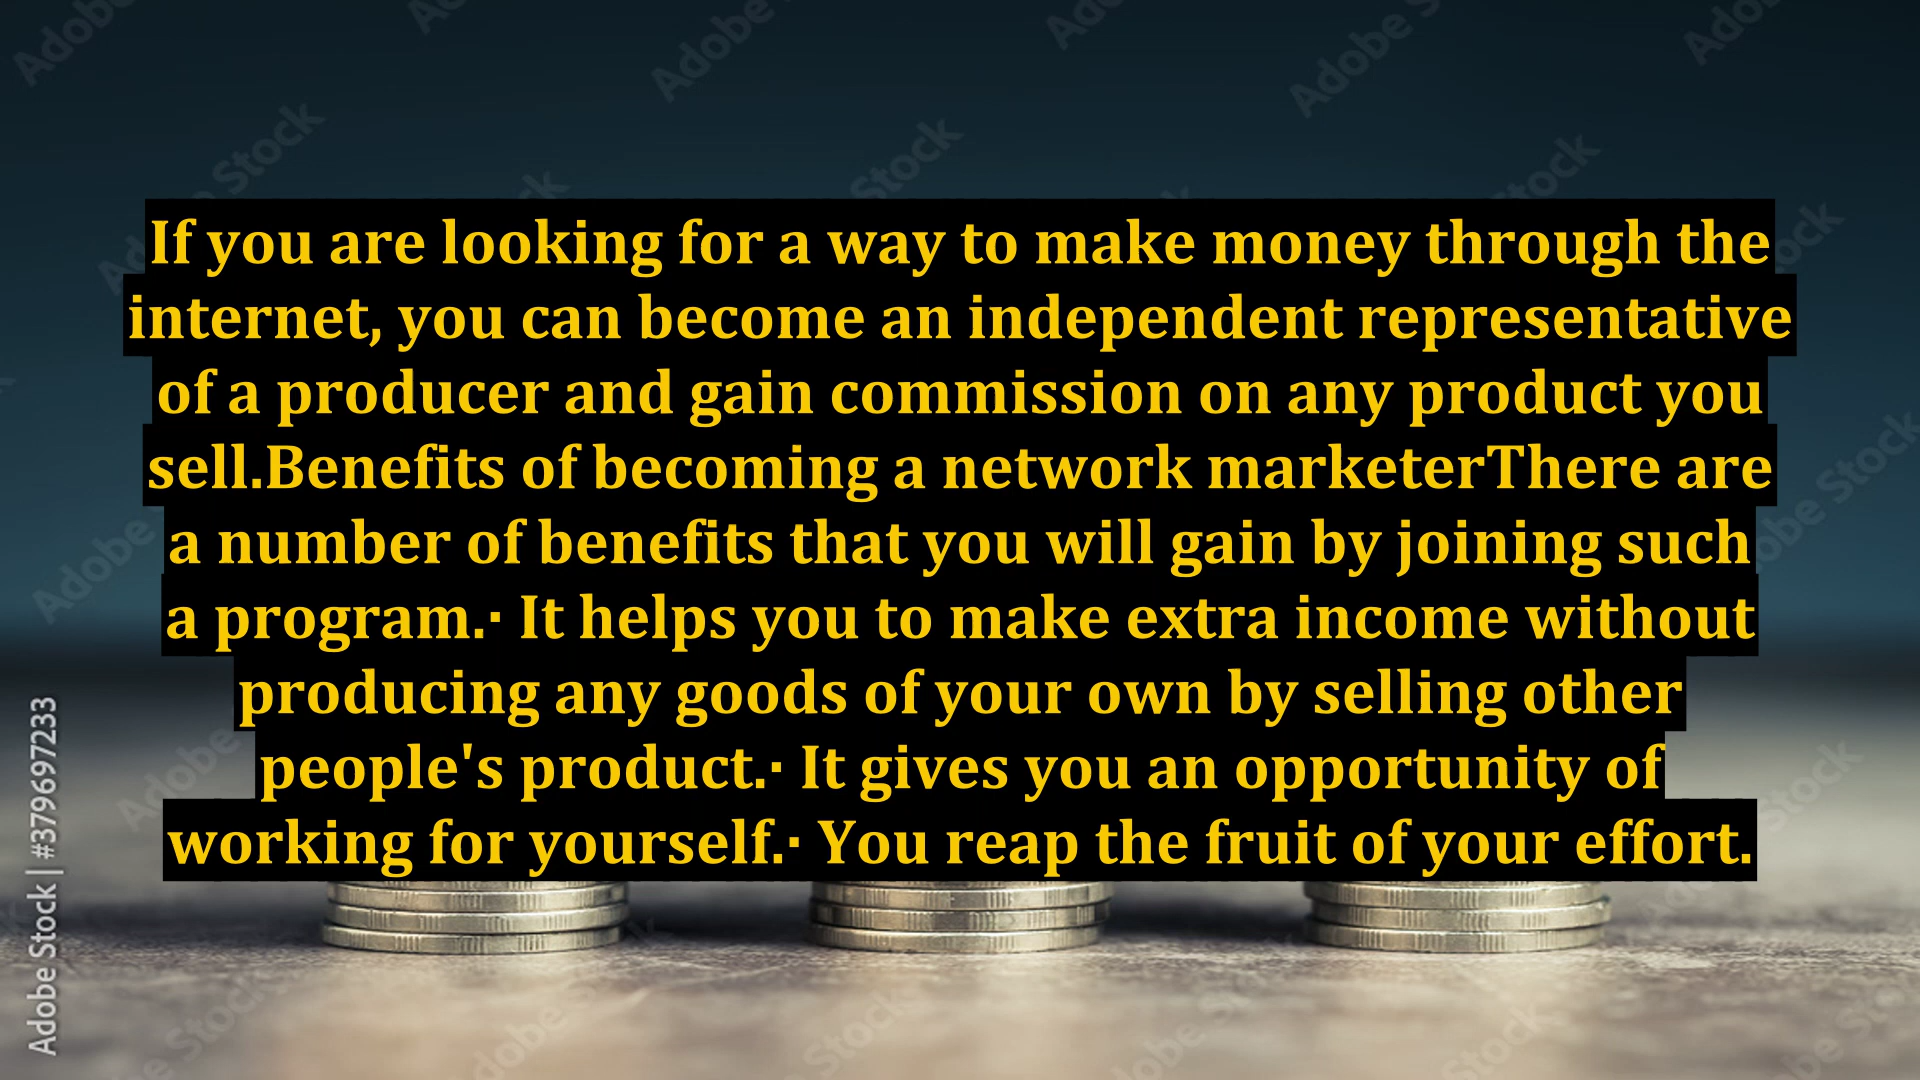 If you are looking for a way to make money through the
internet, you can become an independent representative
of a producer and gain commission on any product you
sell.Benefits of becoming a network marketerThere are
a number of benefits that you will gain by joining such
a program.· It helps you to make extra income without
producing any goods of your own by selling other
people's product.· It gives you an opportunity of
working for yourself.· You reap the fruit of your effort.
Adobe Stock | #379697233
Adobe Stock